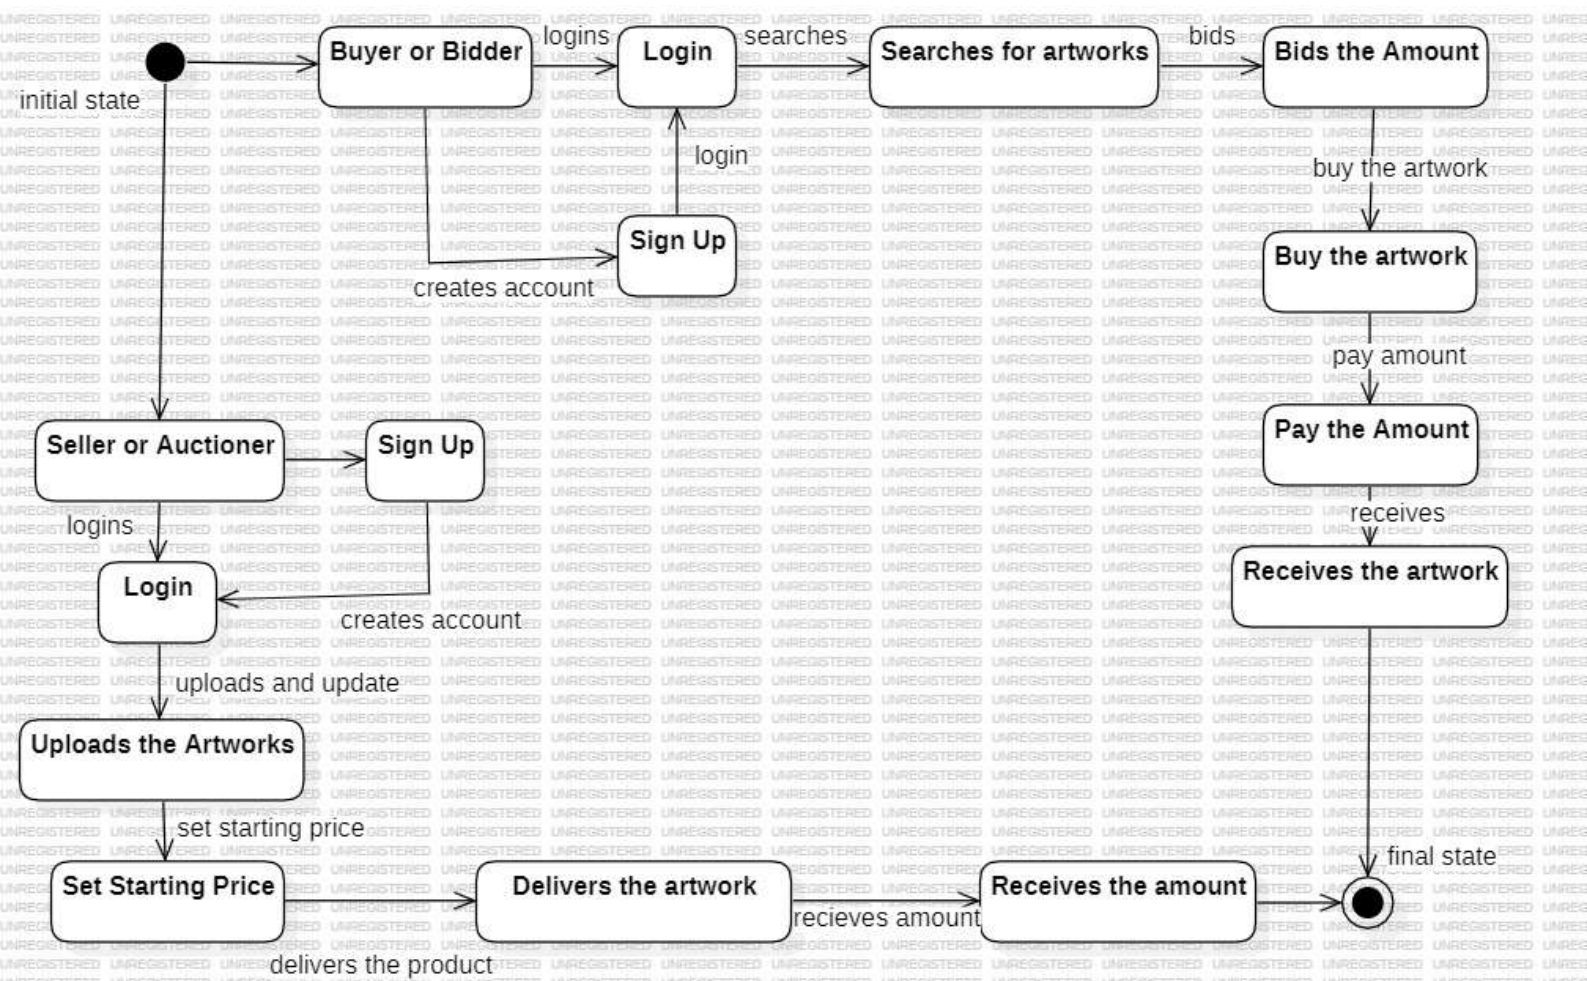 initial state
Buyer or Bidder
logins
Login
searches
Searches for artworks
bids
Bids the Amount
login
buy the artwork
Sign Up
creates account
Buy the artwork
pay amount
Pay the Amount
receives
Receives the artwork
Seller or Auctioner
Sign Up
logins
Login
creates account
uploads and update
Uploads the Artworks
set starting price
Set Starting Price
delivers the product
Delivers the artwork
recieves amount
Receives the amount
final state
UNREGISTERED